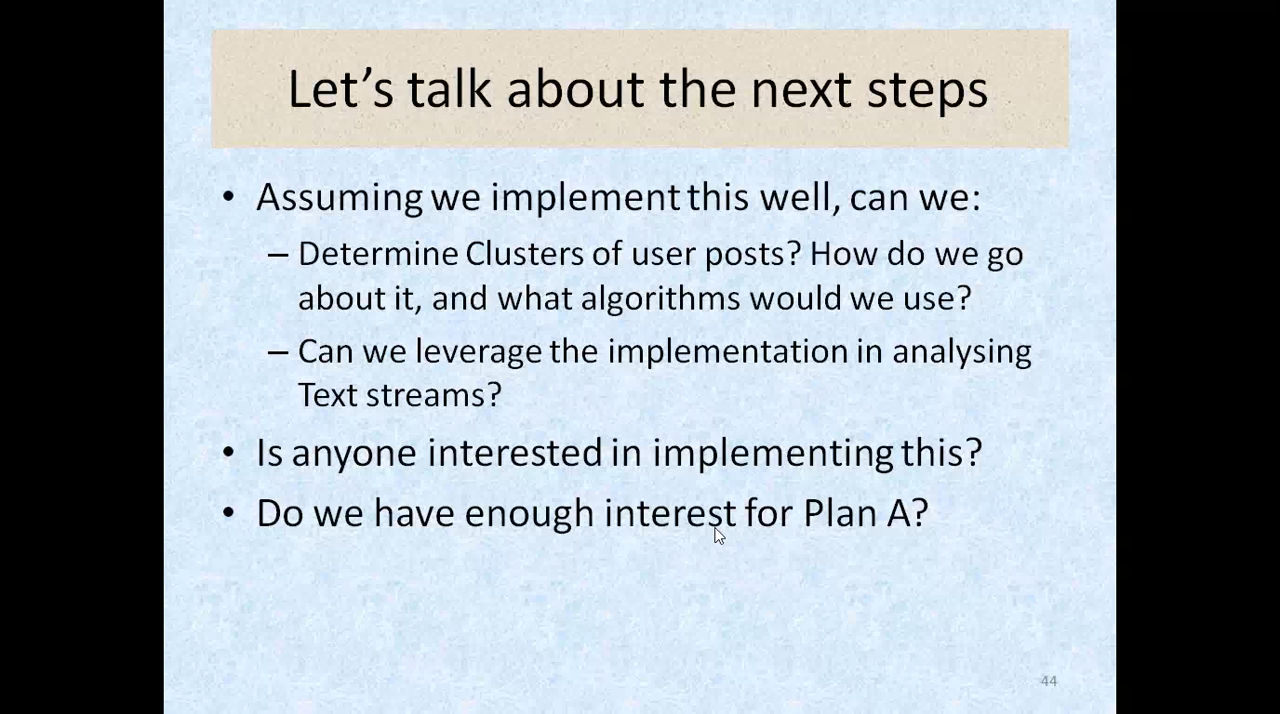 Let's talk about the next steps
• Assuming we implement this well, can we:
– Determine Clusters of user posts? How do we go
about it, and what algorithms would we use?
– Can we leverage the implementation in analysing
Text streams?
• Is anyone interested in implementing this?
• Do we have enough interest for Plan A?
44